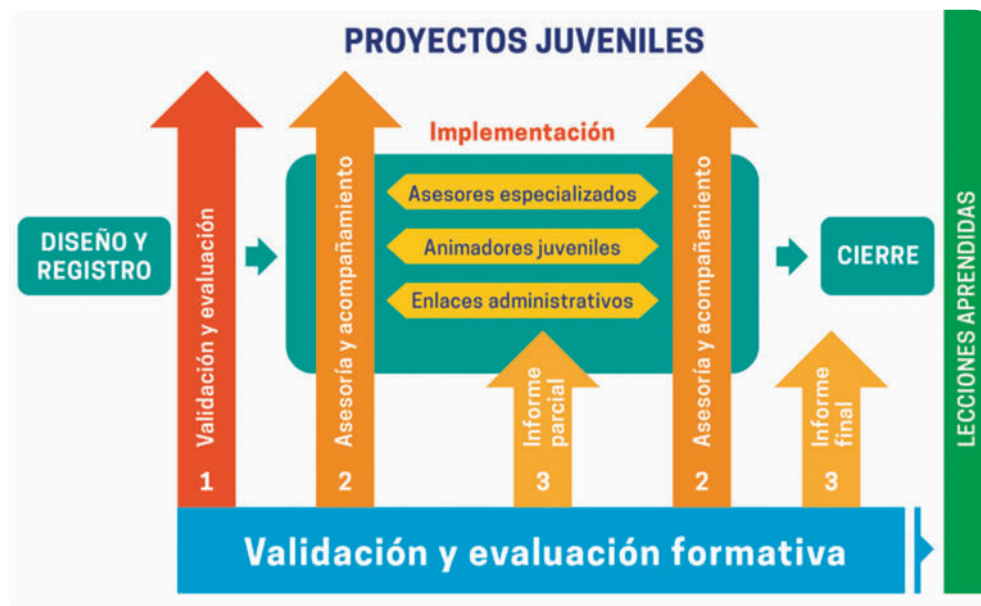 PROYECTOS JUVENILES
Implementación
DISEÑO Y
REGISTRO
1 Validación y evaluación
2 Asesoría y acompañamiento
Asesores especializados
Animadores juveniles
Enlaces administrativos
3 Informe
parcial
2 Asesoría y acompañamiento
CIERRE
3 Informe
final
Validación y evaluación formativa
LECCIONES APRENDIDAS